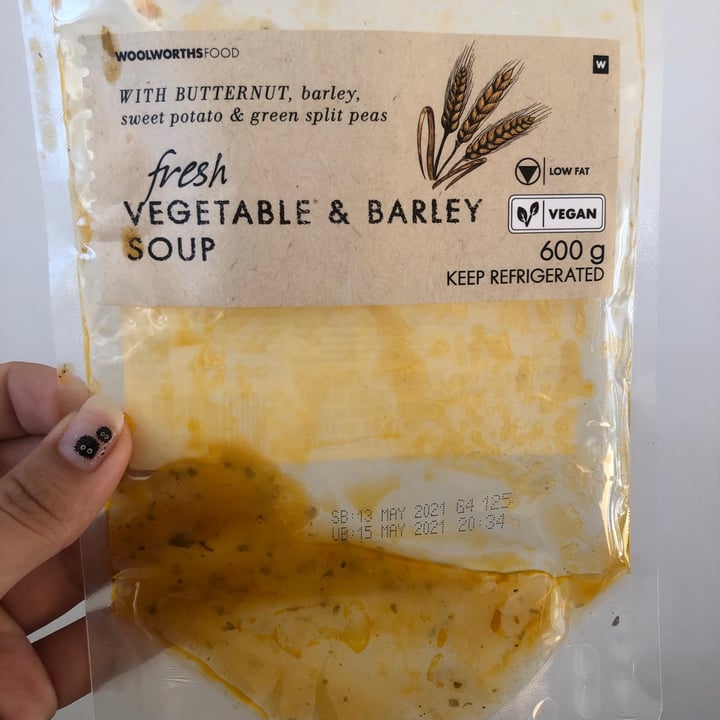 WOOLWORTHSFOOD
W
WITH BUTTERNUT, barley,
sweet potato & green split peas
fresh
VEGETABLE & BARLEY
SOUP
LOW FAT
VEGAN
600 g
KEEP REFRIGERATED
SB:13 MAY 2021 G4 125
UB:15 MAY 2021 20:34